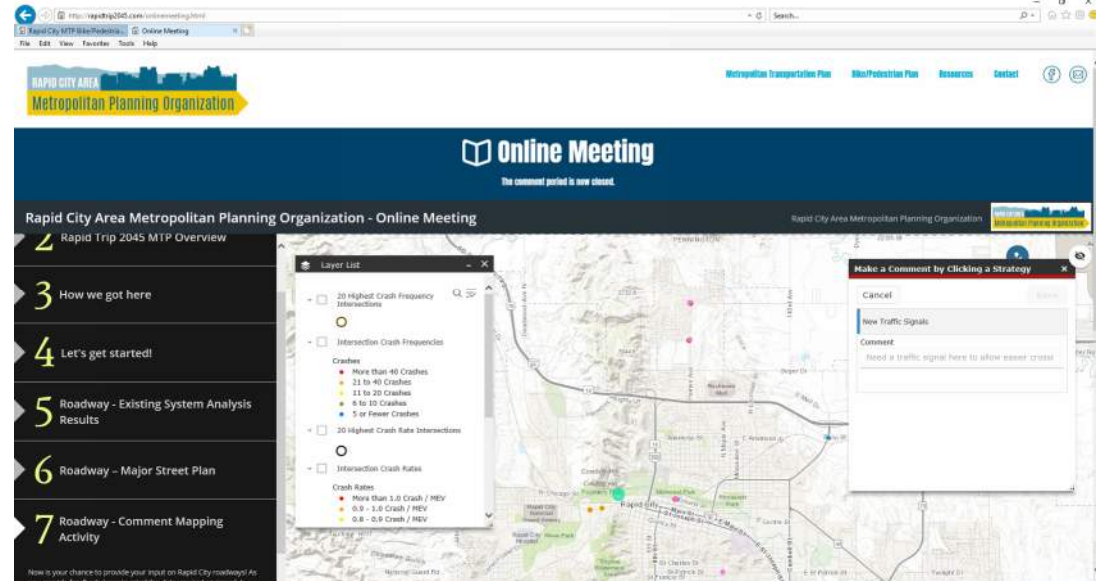 http://rapidtrip2045.com/onlinemeeting.html
Search...
Rapid City MTP Bike/Pedestria...
Online Meeting
File Edit View Favorites Tools Help
RAPID CITY AREA
Metropolitan Planning Organization
Metropolitan Transportation Plan
Bike/Pedestrian Plan
Resources
Contact
Online Meeting
The comment period is now closed.
Rapid City Area Metropolitan Planning Organization - Online Meeting
Rapid City Area Metropolitan Planning Organization
2 Rapid Trip 2045 MTP Overview
3 How we got here
4 Let's get started!
5 Roadway - Existing System Analysis
Results
6 Roadway – Major Street Plan
7 Roadway - Comment Mapping
Activity
Now is your chance to provide your input on Rapid City roadways! As
Layer List
20 Highest Crash Frequency
Intersections
Intersection Crash Frequencies
Crashes
More than 40 Crashes
21 to 40 Crashes
11 to 20 Crashes
6 to 10 Crashes
5 or Fewer Crashes
20 Highest Crash Rate Intersections
Intersection Crash Rates
Crash Rates
More than 1.0 Crash / MEV
0.9 - 1.0 Crash / MEV
0.8 - 0.9 Crash / MEV
Make a Comment by Clicking a Strategy
Cancel
New Traffic Signals
Comment
Need a traffic signal here to allow easier crossi
Rapid City